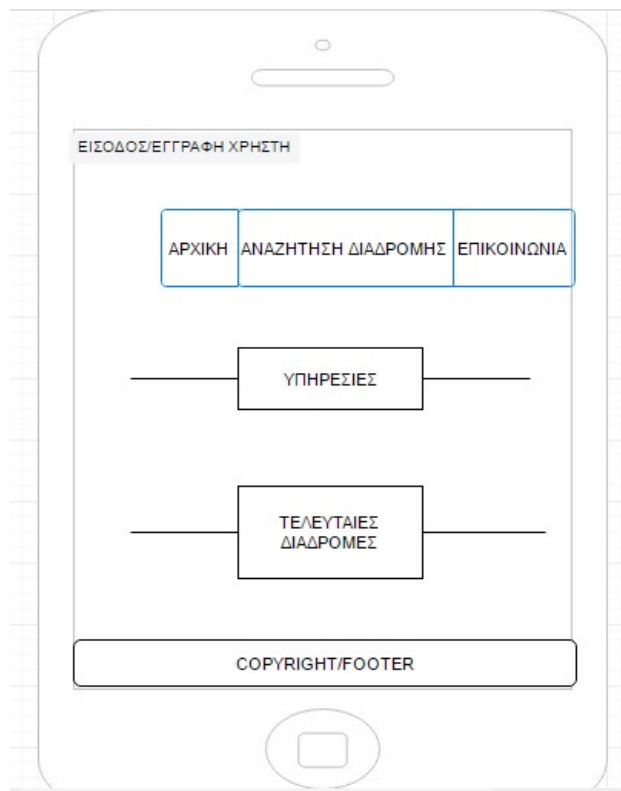 ΕΙΣΟΔΟΣ/ΕΓΓΡΑΦΗ ΧΡΗΣΤΗ
ΑΡΧΙΚΗ ΑΝΑΖΗΤΗΣΗ ΔΙΑΔΡΟΜΗΣ ΕΠΙΚΟΙΝΩΝΙΑ
ΥΠΗΡΕΣΙΕΣ
ΤΕΛΕΥΤΑΙΕΣ
ΔΙΑΔΡΟΜΕΣ
COPYRIGHT/FOOTER